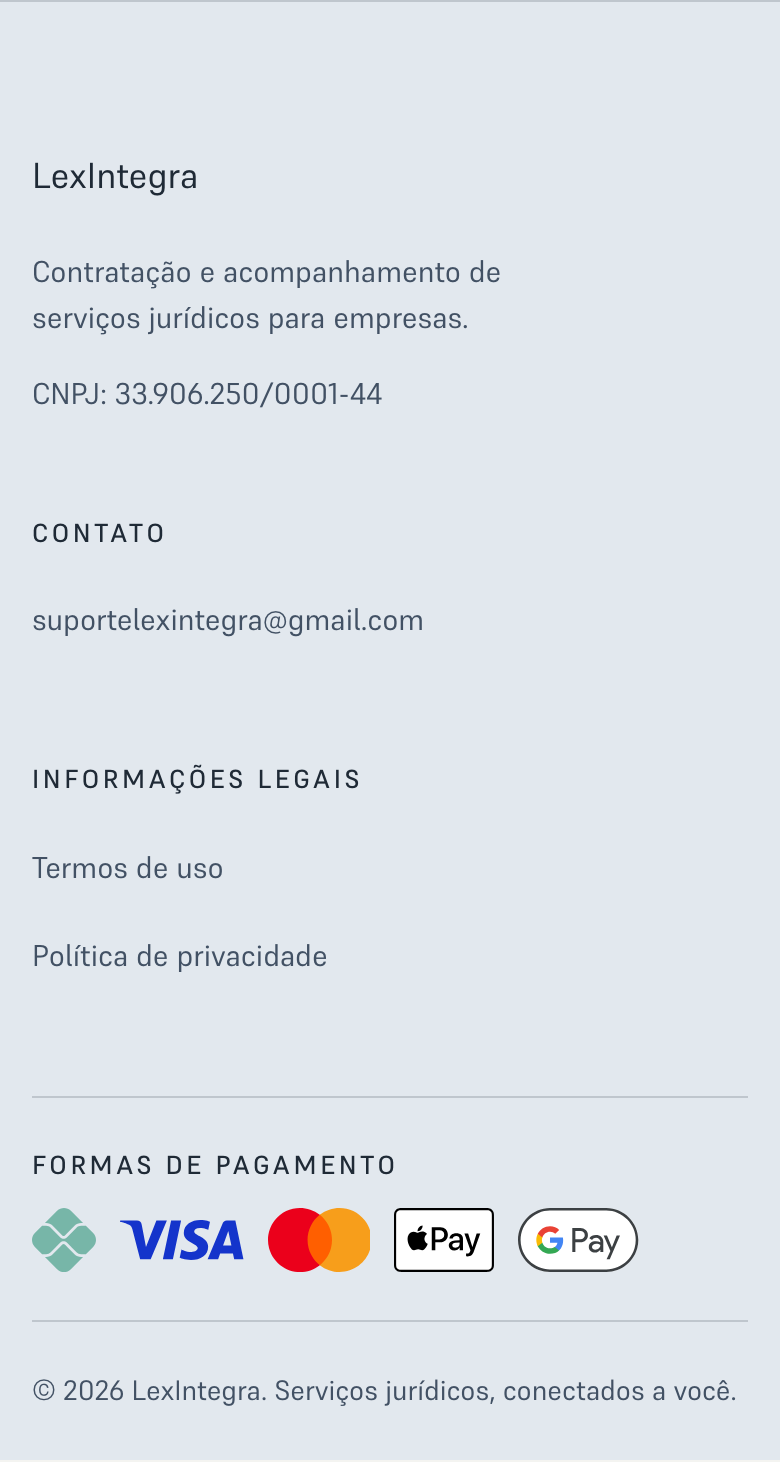 LexIntegra
Contratação e acompanhamento de
serviços jurídicos para empresas.
CNPJ: 33.906.250/0001-44
CONTATO
suportelexintegra@gmail.com
INFORMAÇÕES LEGAIS
Termos de uso
Política de privacidade
FORMAS DE PAGAMENTO
VISA Pay G Pay
© 2026 LexIntegra. Serviços jurídicos, conectados a você.